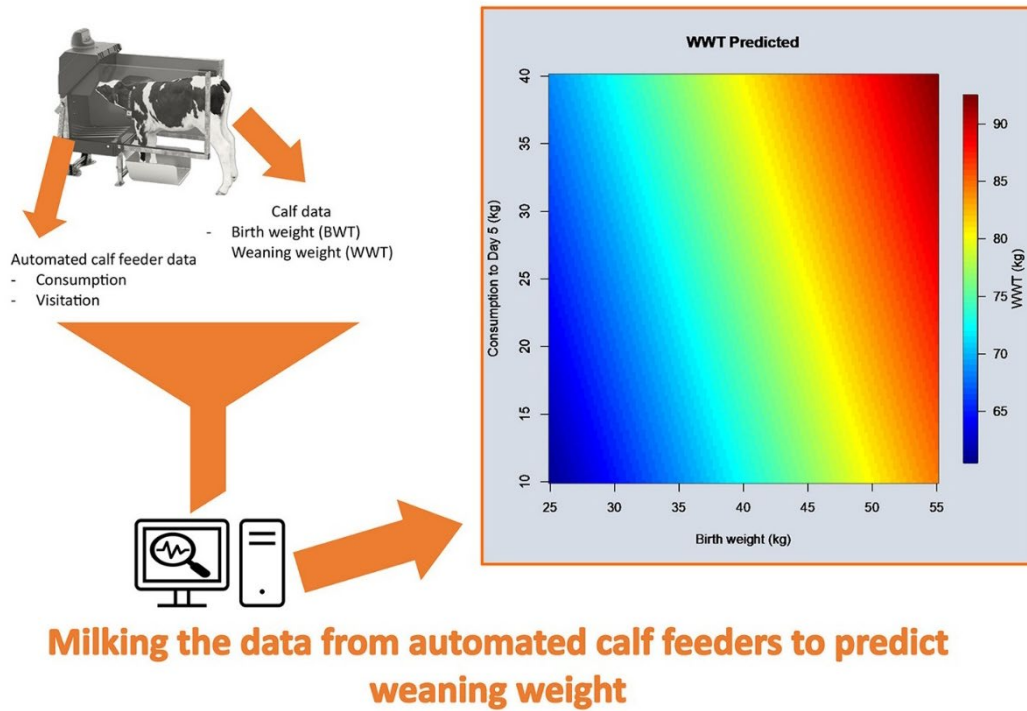 Calf data
- Birth weight (BWT)
Weaning weight (WWT)
Automated calf feeder data
- Consumption
- Visitation
WWT Predicted
Consumption to Day 5 (kg)
40
35
30
25
20
15
10
25 30 35 40 45 50 55
Birth weight (kg)
90
85
80
75
70
65
WWT (kg)
Milking the data from automated calf feeders to predict
weaning weight